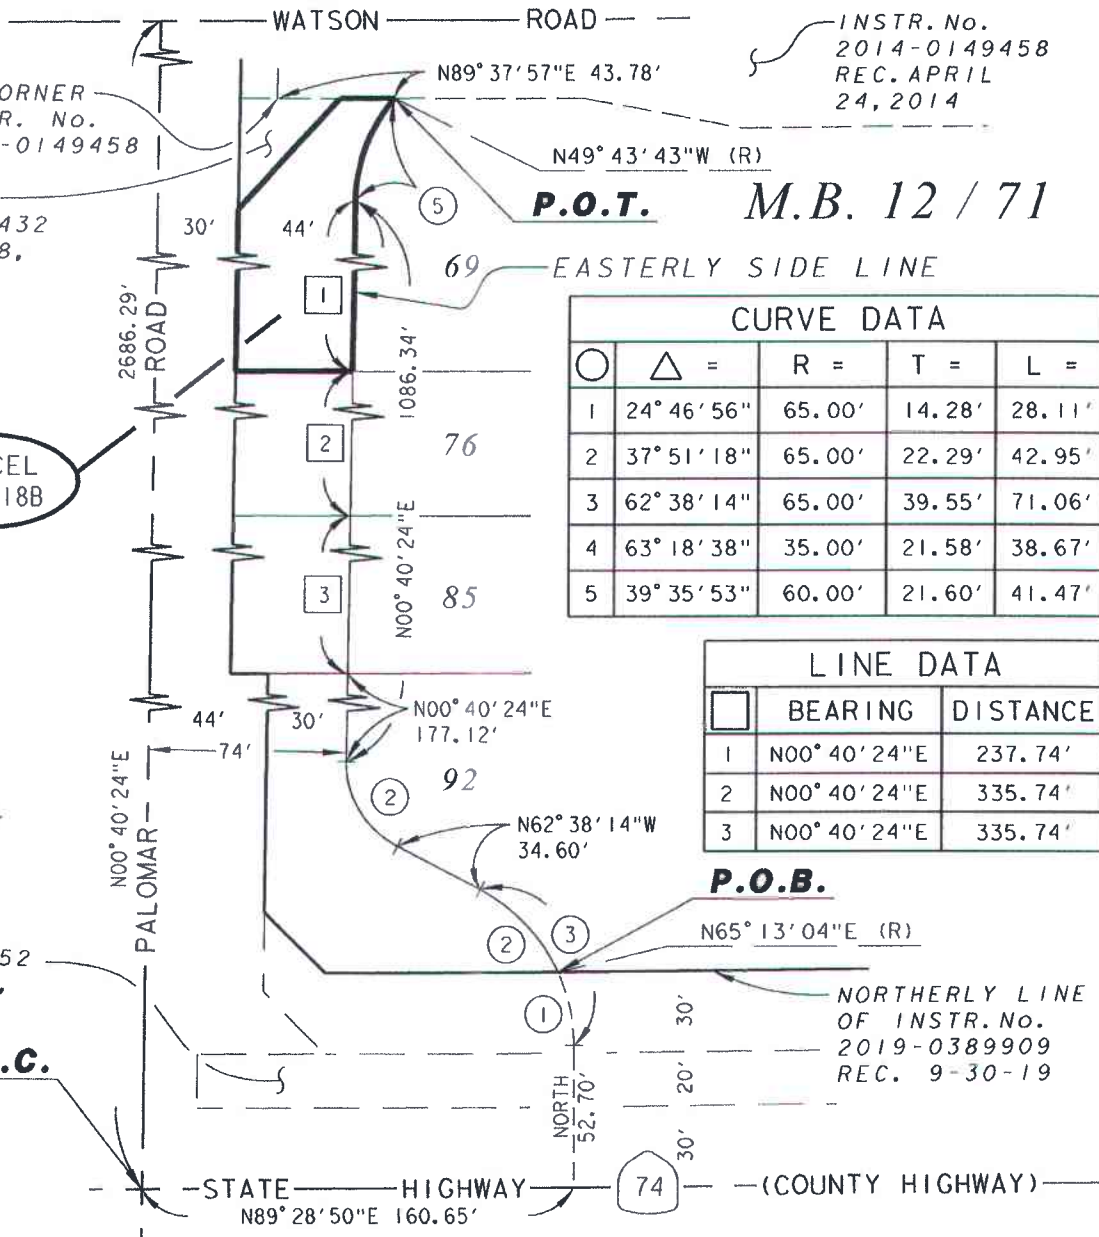 WATSON ROAD
INSTR. No.
2014-0149458
REC. APRIL
24, 2014
N89°37'57"E 43.78'
ORNER
R. No.
-0149458
N49°43'43"W (R)
P.O.T.
M.B. 12 / 71
432
8,
30'
44'
5
69
EASTERLY SIDE LINE
2686.29'
ROAD
1
1086.34'
CURVE DATA
○ △ = R = T = L =
1 24°46'56" 65.00' 14.28' 28.11'
2 37°51'18" 65.00' 22.29' 42.95'
3 62°38'14" 65.00' 39.55' 71.06'
4 63°18'38" 35.00' 21.58' 38.67'
5 39°35'53" 60.00' 21.60' 41.47'
CEL
18B
2
76
N00°40'24"E
3
85
LINE DATA
□ BEARING DISTANCE
1 N00°40'24"E 237.74'
2 N00°40'24"E 335.74'
3 N00°40'24"E 335.74'
44'
30'
N00°40'24"E
177.12'
74'
N00°40'24"E
PALOMAR
2
92
N62°38'14"W
34.60'
P.O.B.
N65°13'04"E (R)
2
3
52
1
30'
NORTHERLY LINE
OF INSTR. No.
2019-0389909
REC. 9-30-19
.C.
NORTH
52.70'
20'
30'
STATE HIGHWAY 74 (COUNTY HIGHWAY)
N89°28'50"E 160.65'